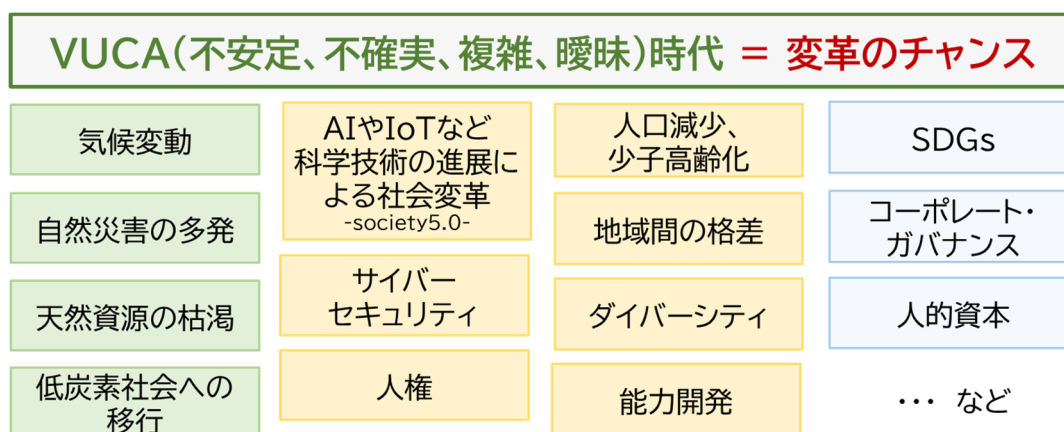 VUCA(不安定、不確実、複雑、曖昧)時代 = 変革のチャンス
気候変動
自然災害の多発
天然資源の枯渇
低炭素社会への
移行
AIやIoTなど
科学技術の進展に
よる社会変革
-society5.0-
サイバー
セキュリティ
人権
人口減少、
少子高齢化
地域間の格差
ダイバーシティ
能力開発
SDGs
コーポレート・
ガバナンス
人的資本
・・・ など